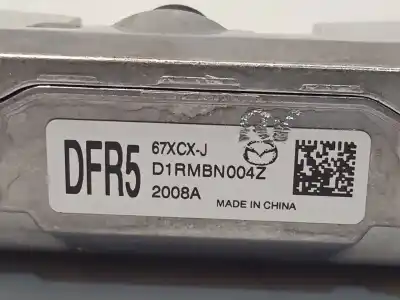 DFR5
67XCX-J
D1RMBN004Z
2008A
MADE IN CHINA